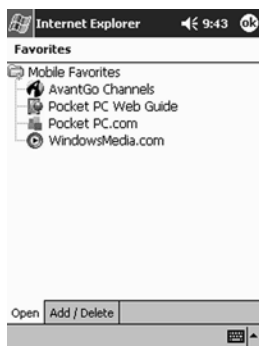 Internet Explorer 9:43 ok
Favorites
Mobile Favorites
AvantGo Channels
Pocket PC Web Guide
Pocket PC.com
WindowsMedia.com
Open Add / Delete